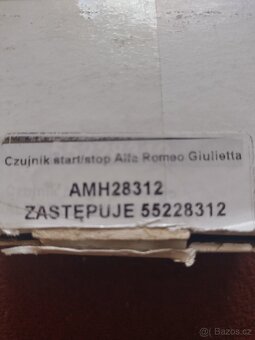 Czujnik start/stop Alfa Romeo Giulietta
AMH28312
ZASTĘPUJE 55228312
Bazos.cz